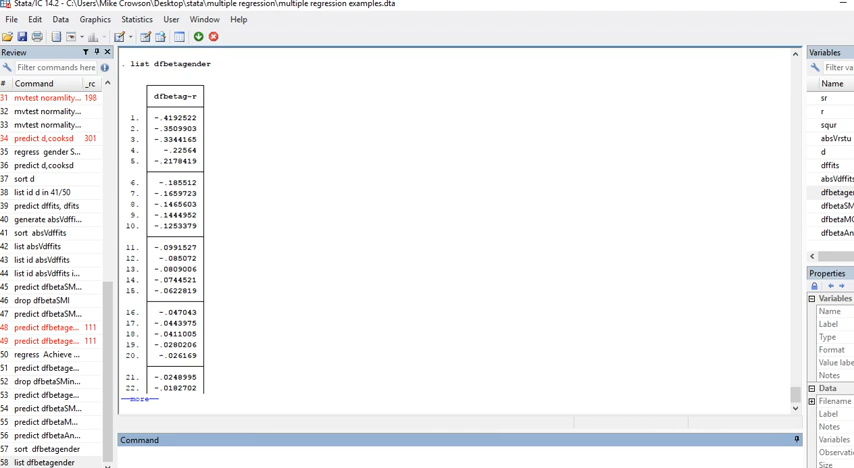 Stata/IC 14.2 - C:\Users\Mike Crowson\Desktop\stata\multiple regression\multiple regression examples.dta
File Edit Data Graphics Statistics User Window Help
Review
Filter commands here
# Command _rc
31 mvtest noramlity... 198
32 mvtest normality...
33 mvtest normality...
34 predict d,cooksd 301
35 regress gender S...
36 predict d,cooksd
37 sort d
38 list id d in 41/50
39 predict dffits, dfits
40 generate absVdffi...
41 sort absVdffits
42 list absVdffits
43 list id absVdffits
44 list id absVdffits i...
45 predict dfbetaSM...
46 drop dfbetaSMI
47 predict dfbetaSM...
48 predict dfbetage... 111
49 predict dfbetage... 111
50 regress Achieve ...
51 predict dfbetage...
52 drop dfbetaSMin...
53 predict dfbetage...
54 predict dfbetaSM...
55 predict dfbetaM...
56 predict dfbetaAn...
57 sort dfbetagender
58 list dfbetagender
. list dfbetagender
dfbetag~r
1. -.4192522
2. -.3509903
3. -.3344165
4. -.22564
5. -.2178419
6. -.185512
7. -.1659723
8. -.1465603
9. -.1444952
10. -.1253379
11. -.0991527
12. -.085072
13. -.0809006
14. -.0744521
15. -.0622819
16. -.047043
17. -.0443975
18. -.0411005
19. -.0280206
20. -.026169
21. -.0248995
22. -.0182702
—more—
Command
Variables
Filter va
Name
sr
r
squr
absVrstu
d
dffits
absVdffits
dfbetagen
dfbetaSM
dfbetaMO
dfbetaAn
Properties
Variables
Name
Label
Type
Format
Value labe
Notes
Data
Filename
Label
Notes
Variables
Observatio
Size